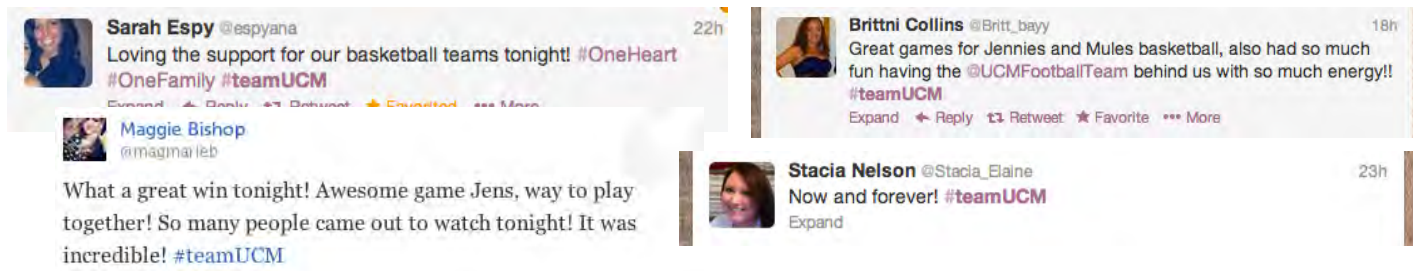 Sarah Espy @espyana 22h
Loving the support for our basketball teams tonight! #OneHeart
#OneFamily #teamUCM
Expand Reply Retweet Favorited More
Maggie Bishop
@magmarieb
What a great win tonight! Awesome game Jens, way to play
together! So many people came out to watch tonight! It was
incredible! #teamUCM
Brittni Collins @Britt_bayy 18h
Great games for Jennies and Mules basketball, also had so much
fun having the @UCMFootballTeam behind us with so much energy!!
#teamUCM
Expand Reply Retweet Favorite More
Stacia Nelson @Stacia_Elaine 23h
Now and forever! #teamUCM
Expand